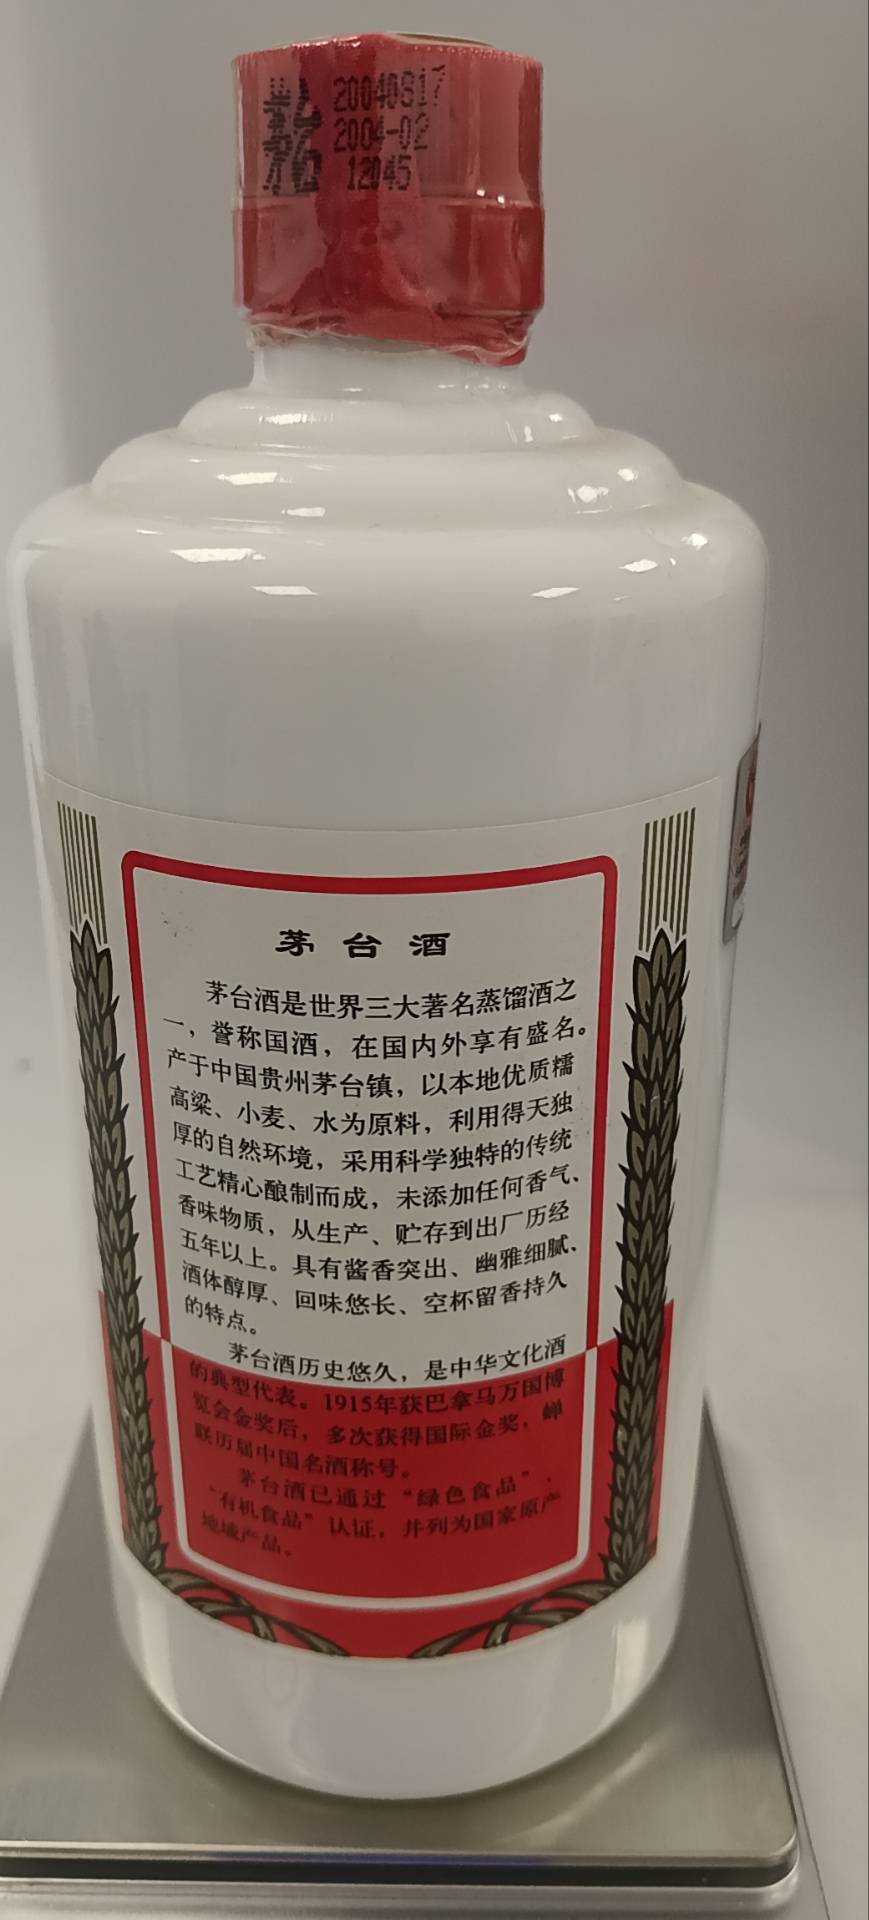 茅台
20040817
2004-02
12045
茅台酒
茅台酒是世界三大著名蒸馏酒之
一，誉称国酒，在国内外享有盛名。
产于中国贵州茅台镇，以本地优质糯
高粱、小麦、水为原料，利用得天独
厚的自然环境，采用科学独特的传统
工艺精心酿制而成，未添加任何香气、
香味物质，从生产、贮存到出厂历经
五年以上。具有酱香突出、幽雅细腻、
酒体醇厚、回味悠长、空杯留香持久
的特点。
茅台酒历史悠久，是中华文化酒
的典型代表。1915年获巴拿马万国博
览会金奖后，多次获得国际金奖，蝉
联历届中国名酒称号。
茅台酒已通过“绿色食品”、
“有机食品”认证，并列为国家原产
地域产品。